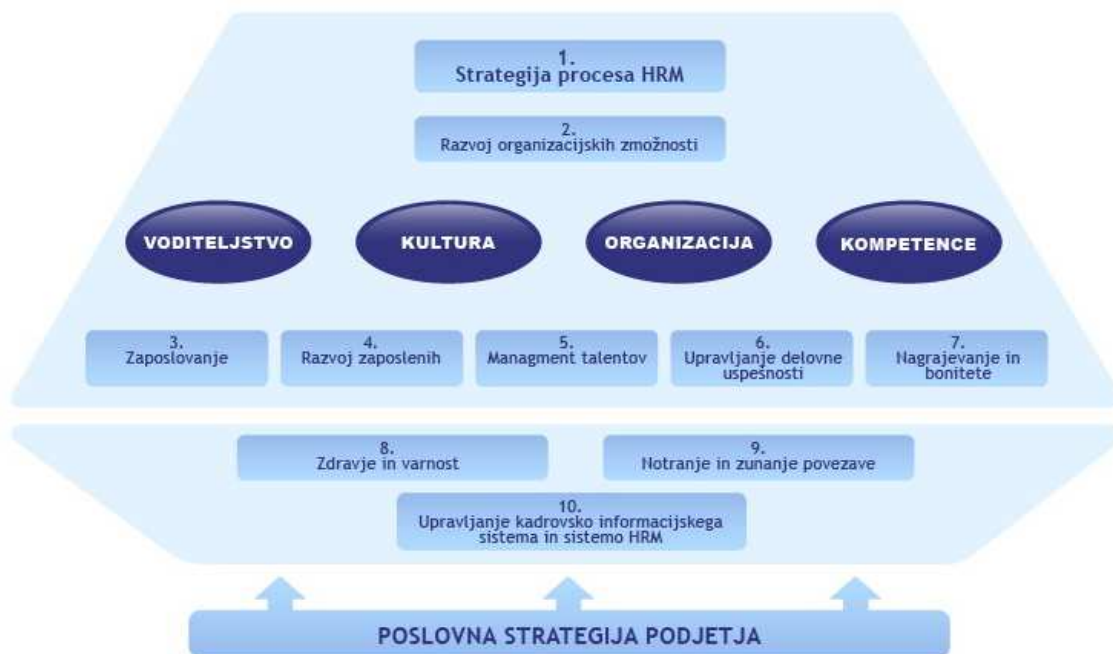 1.
Strategija procesa HRM
2.
Razvoj organizacijskih zmožnosti
VODITELJSTVO
KULTURA
ORGANIZACIJA
KOMPETENCE
3.
Zaposlovanje
4.
Razvoj zaposlenih
5.
Managment talentov
6.
Upravljanje delovne
uspešnosti
7.
Nagrajevanje in
bonitete
8.
Zdravje in varnost
9.
Notranje in zunanje povezave
10.
Upravljanje kadrovsko informacijskega
sistema in sistemo HRM
POSLOVNA STRATEGIJA PODJETJA